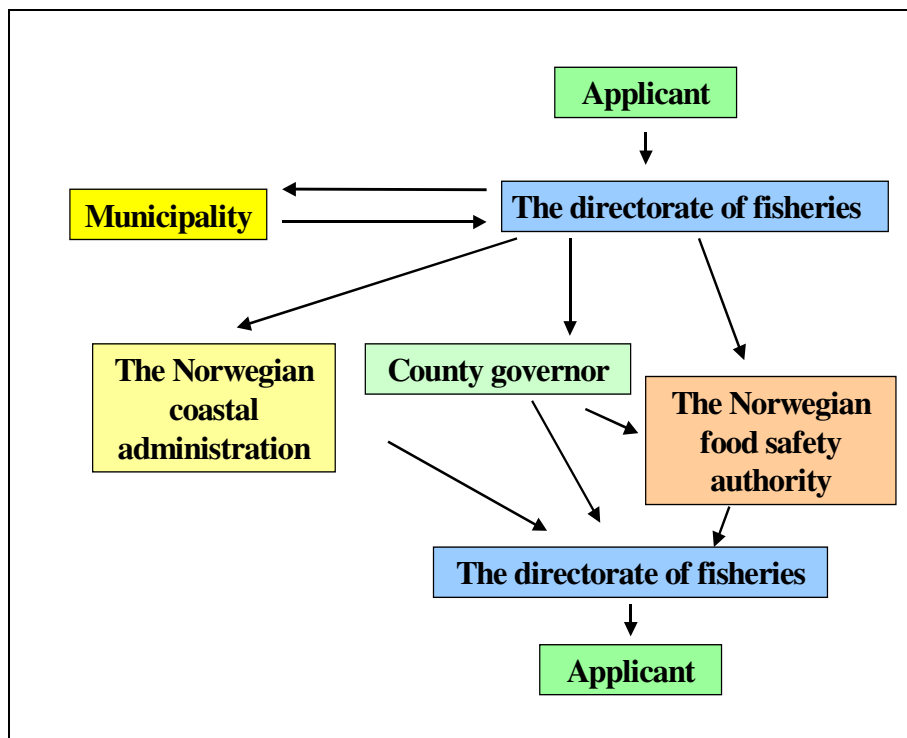 Applicant
Municipality
The directorate of fisheries
The Norwegian
coastal
administration
County governor
The Norwegian
food safety
authority
The directorate of fisheries
Applicant